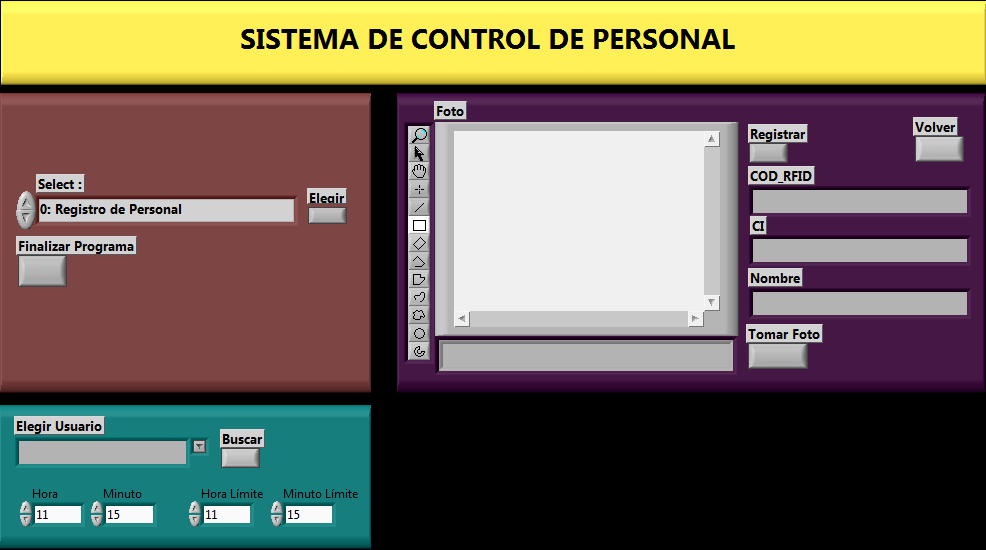 SISTEMA DE CONTROL DE PERSONAL
Select :
0: Registro de Personal
Elegir
Finalizar Programa
Foto
Registrar
Volver
COD_RFID
CI
Nombre
Tomar Foto
Elegir Usuario
Buscar
Hora
Minuto
Hora Límite
Minuto Límite
11
15
11
15